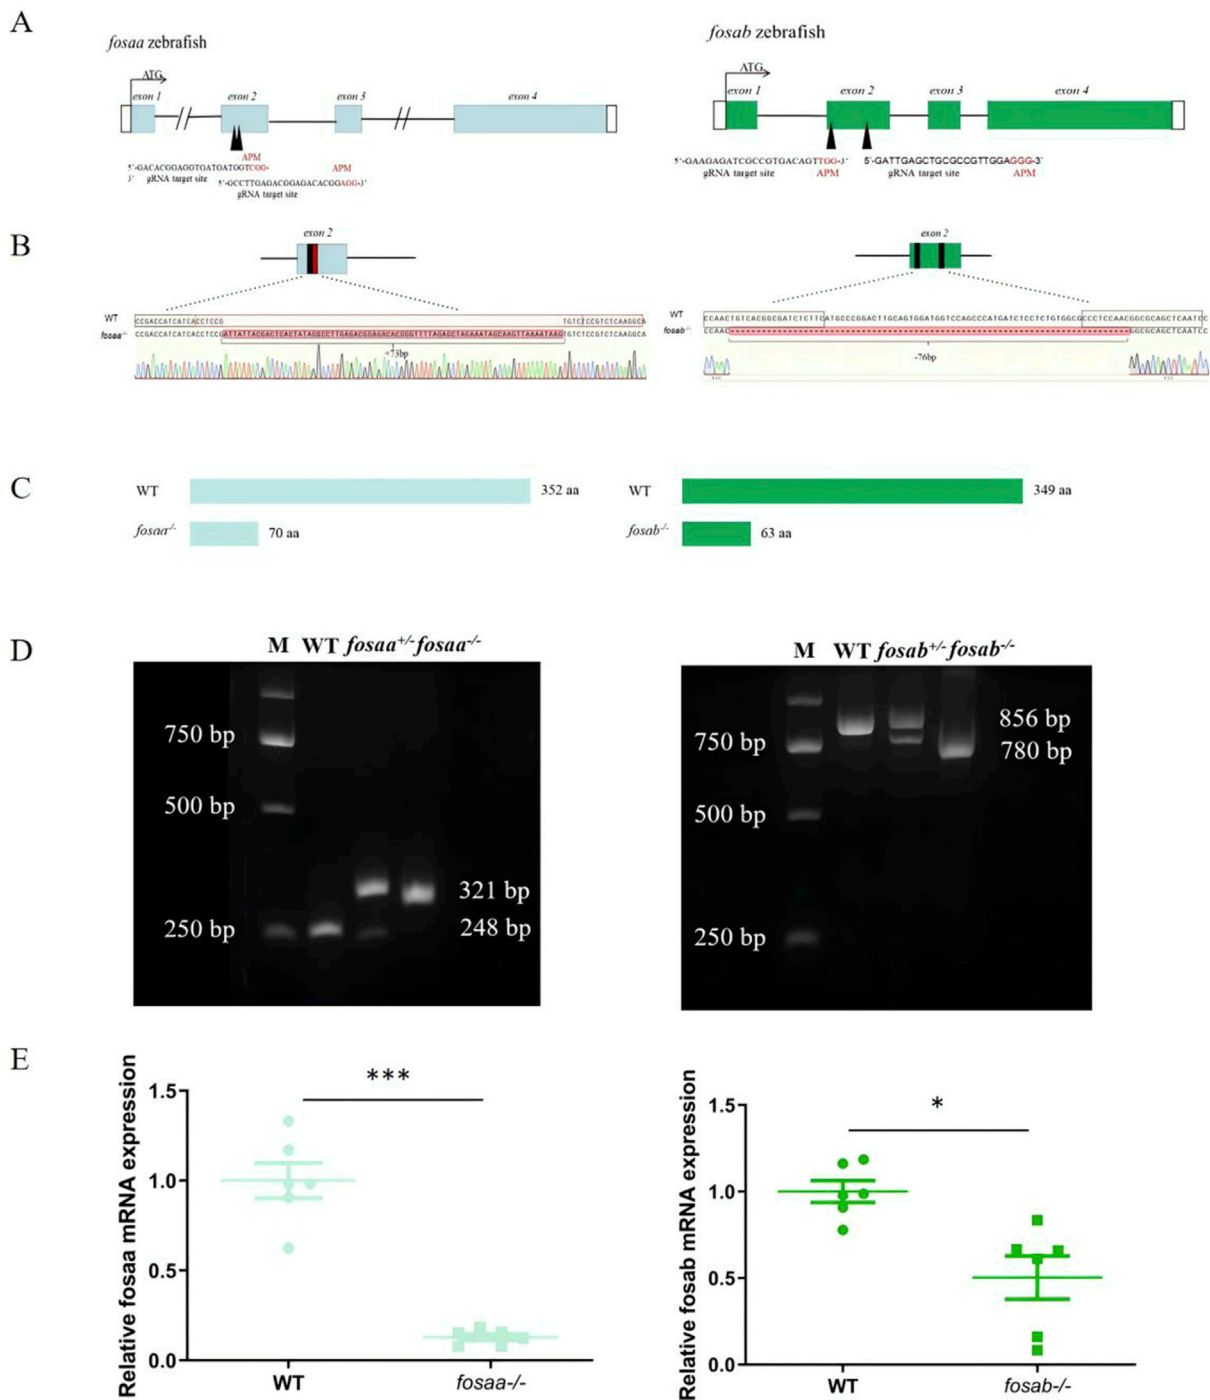 A
fosaa zebrafish
ATG
exon 1
exon 2
exon 3
exon 4
APM
APM
5'-GACACGGAGGTGATGATGGTCGG-
3'
gRNA target site
5'-GCCTTGAGACGGAGACACGGAGG-3'
gRNA target site
fosab zebrafish
ATG
exon 1
exon 2
exon 3
exon 4
5'-GAAGAGATCGCCGTGACAGTTGG-3'
5'-GATTGAGCTGCGCCGTTGGAGGG-3'
gRNA target site
APM
gRNA target site
APM
B
exon 2
WT
CCGACCATCATCACCTCCG
TGTCTCCGTCTCAAGGCA
fosaa-/-
CCGACCATCATCACCTCCGATTATTACGACTCACTATAGGCCTTGAGACGGAGACACGGGTTTTAGAGCTAGAAATAGCAAGTTAAAATAAGTGTCTCCGTCTCAAGGCA
+73bp
exon 2
WT
CCAACTGTCACGGCGATCTCTTCATGCCCGGACTTGCAGTGGATGGTCCAGCCCATGATCTCCTCTGTGGCGCCCTCCAACGGCGCAGCTCAATCC
fosab-/-
CCAAC
GGCGCAGCTCAATCC
-76bp
C
WT
352 aa
fosaa-/-
70 aa
WT
349 aa
fosab-/-
63 aa
D
M WT fosaa+/- fosaa-/-
750 bp
500 bp
321 bp
250 bp
248 bp
M WT fosab+/- fosab-/-
856 bp
750 bp
780 bp
500 bp
250 bp
E
Relative fosaa mRNA expression
1.5
1.0
0.5
0.0
***
WT
fosaa-/-
Relative fosab mRNA expression
1.5
1.0
0.5
0.0
*
WT
fosab-/-